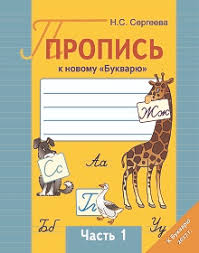 Н.С. Сергеева
ПРОПИСЬ
к новому «Букварю»
Жж
Сс
Аа
Гг
Бб
Уу
Часть 1